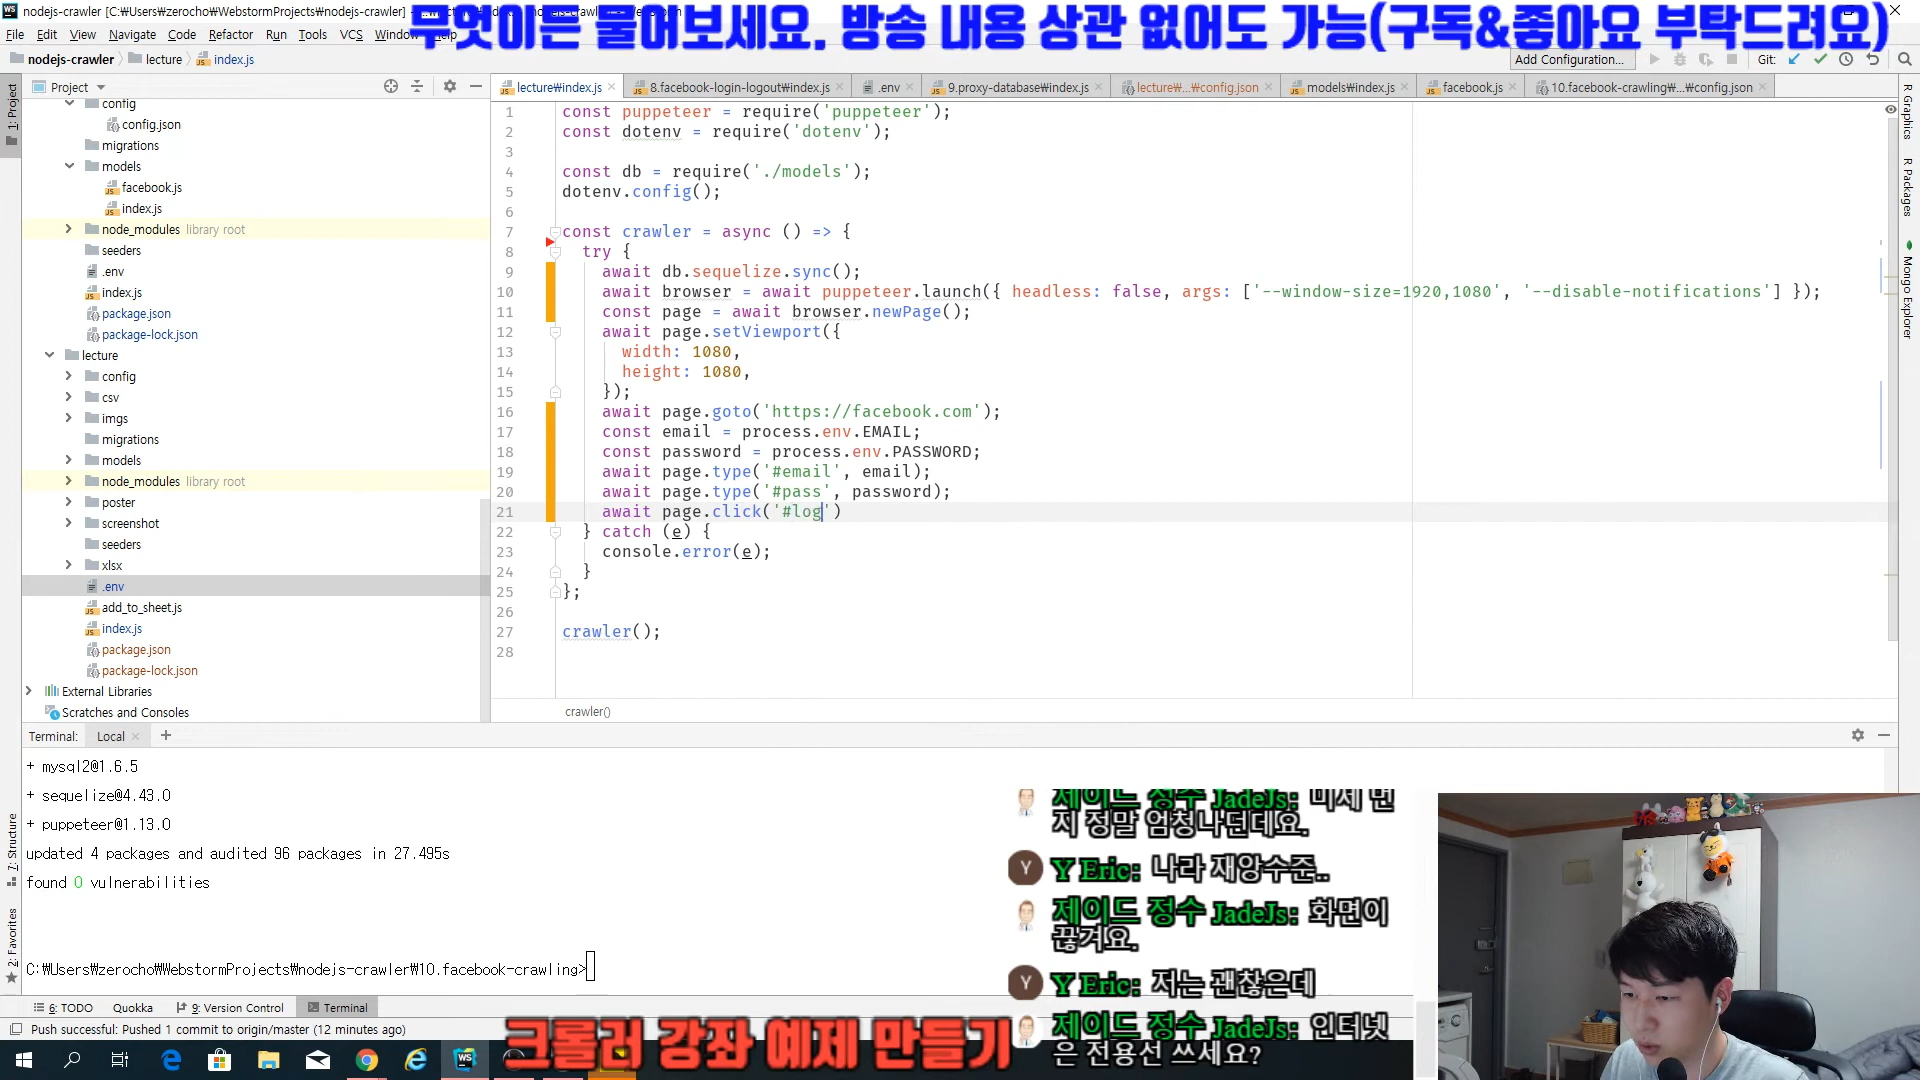 nodejs-crawler [C:₩Users₩zerocho₩WebstormProjects₩nodejs-crawler]
무엇이든 물어보세요. 방송 내용 상관 없어도 가능(구독&좋아요 부탁드려요)
File Edit View Navigate Code Refactor Run Tools VCS Window
nodejs-crawler lecture index.js
Add Configuration...
Git:
Project
lecture₩index.js
8.facebook-login-logout₩index.js
.env
9.proxy-database₩index.js
lecture₩...₩config.json
models₩index.js
facebook.js
10.facebook-crawling₩...₩config.json
1: Project
config
config.json
migrations
models
facebook.js
index.js
node_modules library root
seeders
.env
index.js
package.json
package-lock.json
lecture
config
csv
imgs
migrations
models
node_modules library root
poster
screenshot
seeders
xlsx
.env
add_to_sheet.js
index.js
package.json
package-lock.json
External Libraries
Scratches and Consoles
1 const puppeteer = require('puppeteer');
2 const dotenv = require('dotenv');
3
4 const db = require('./models');
5 dotenv.config();
6
7 const crawler = async () => {
8 try {
9 await db.sequelize.sync();
10 await browser = await puppeteer.launch({ headless: false, args: ['--window-size=1920,1080', '--disable-notifications'] });
11 const page = await browser.newPage();
12 await page.setViewport({
13 width: 1080,
14 height: 1080,
15 });
16 await page.goto('https://facebook.com');
17 const email = process.env.EMAIL;
18 const password = process.env.PASSWORD;
19 await page.type('#email', email);
20 await page.type('#pass', password);
21 await page.click('#log')
22 } catch (e) {
23 console.error(e);
24 }
25 };
26
27 crawler();
28
crawler()
R Graphics
R Packages
Mongo Explorer
Terminal: Local
+ mysql2@1.6.5
+ sequelize@4.43.0
+ puppeteer@1.13.0
updated 4 packages and audited 96 packages in 27.495s
found 0 vulnerabilities
C:₩Users₩zerocho₩WebstormProjects₩nodejs-crawler₩10.facebook-crawling>
7: Structure
2: Favorites
제이드 정수 JadeJs: 미세 먼
지 정말 엄청나던데요.
Y Y Eric: 나라 재앙수준..
제이드 정수 JadeJs: 화면이
끊겨요.
Y Y Eric: 저는 괜찮은데
제이드 정수 JadeJs: 인터넷
은 전용선 쓰세요?
6: TODO Quokka 9: Version Control Terminal
Push successful: Pushed 1 commit to origin/master (12 minutes ago)
크롤러 강좌 예제 만들기